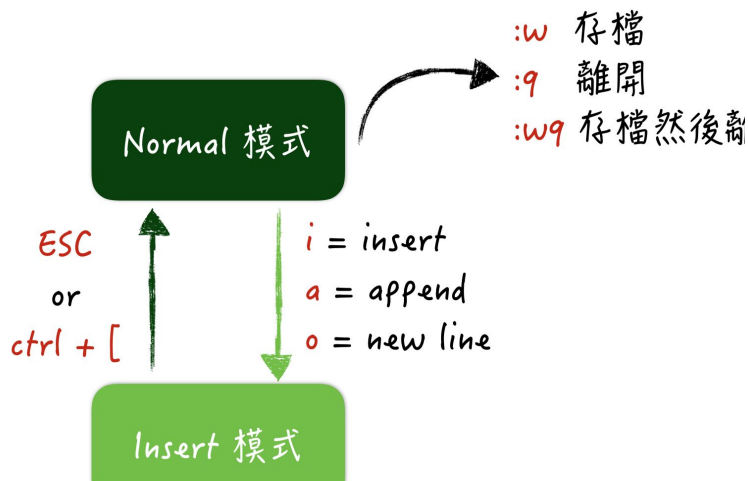 :w 存檔
:q 離開
:wq 存檔然後離
Normal 模式
ESC
or
ctrl + [
i = insert
a = append
o = new line
Insert 模式